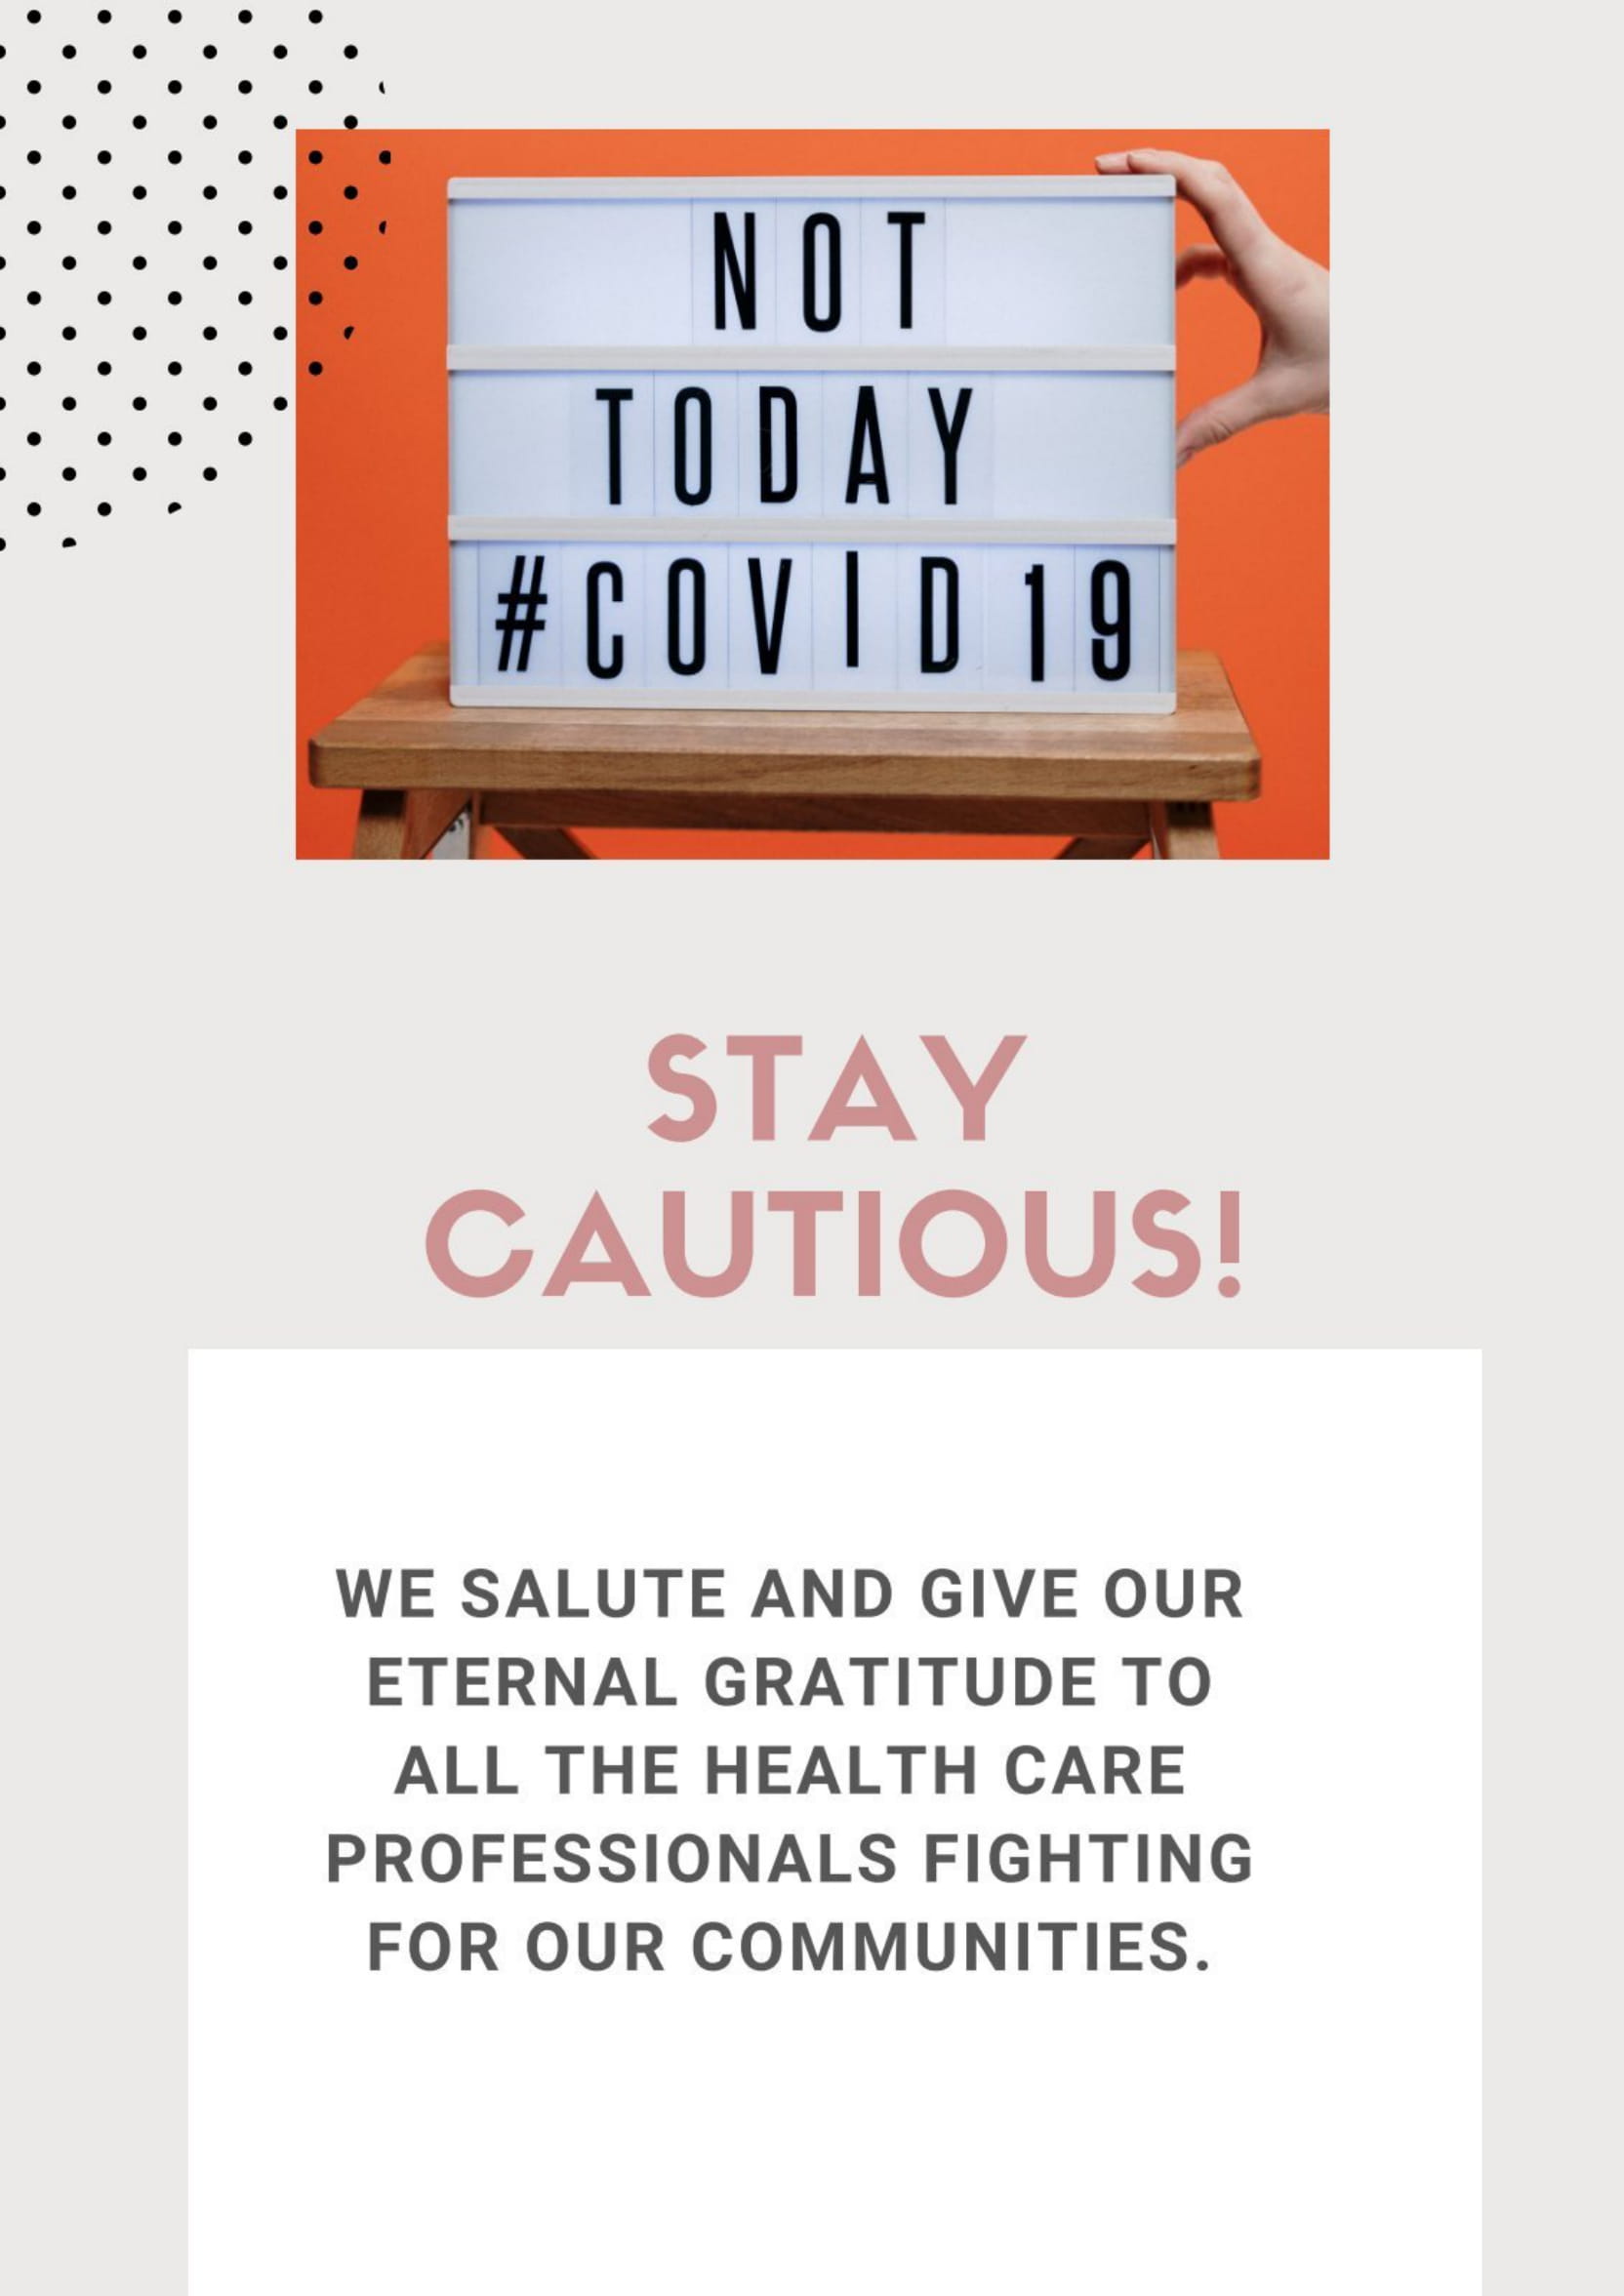 NOT
TODAY
#COVID19
STAY
CAUTIOUS!
WE SALUTE AND GIVE OUR
ETERNAL GRATITUDE TO
ALL THE HEALTH CARE
PROFESSIONALS FIGHTING
FOR OUR COMMUNITIES.